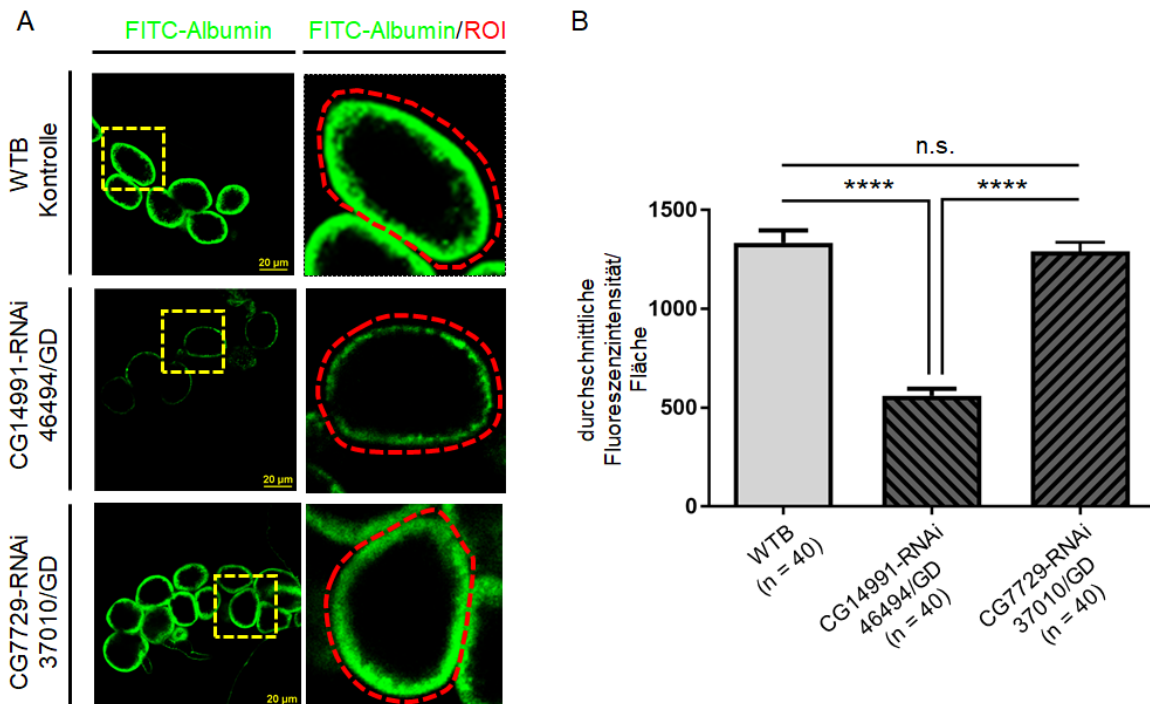 A
FITC-Albumin
FITC-Albumin/ROI
WTB
Kontrolle
20 µm
CG14991-RNAi
46494/GD
20 µm
CG7729-RNAi
37010/GD
20 µm
B
n.s.
****
****
durchschnittliche
Fluoreszenzintensität/
Fläche
1500
1000
500
0
WTB
(n = 40)
CG14991-RNAi
46494/GD
(n = 40)
CG7729-RNAi
37010/GD
(n = 40)